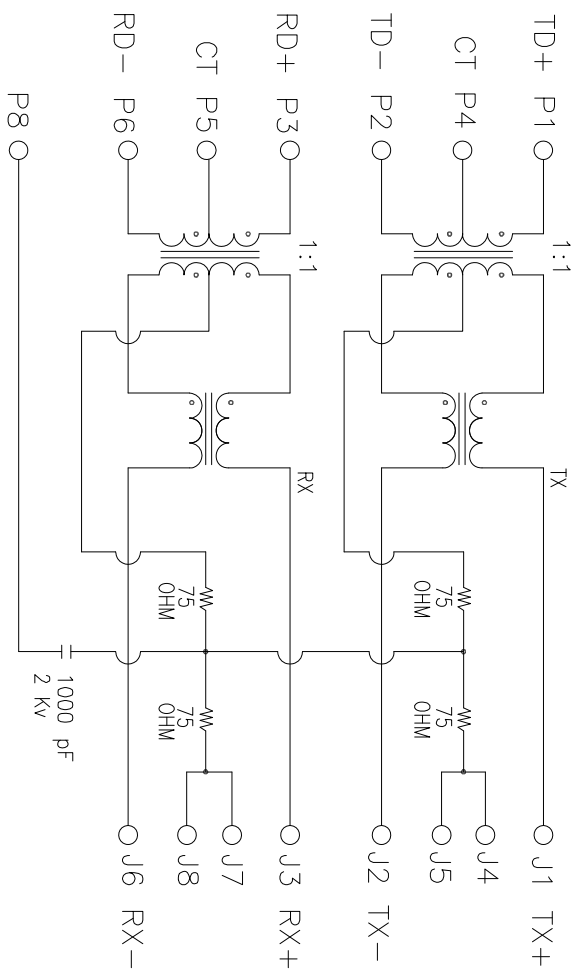 TD+ P1
CT P4
TD- P2
RD+ P3
CT P5
RD- P6
P8
1:1
1:1
TX
RX
75
OHM
75
OHM
75
OHM
75
OHM
1000 pF
2 Kv
J1 TX+
J4
J5
J2 TX-
J3 RX+
J7
J8
J6 RX-